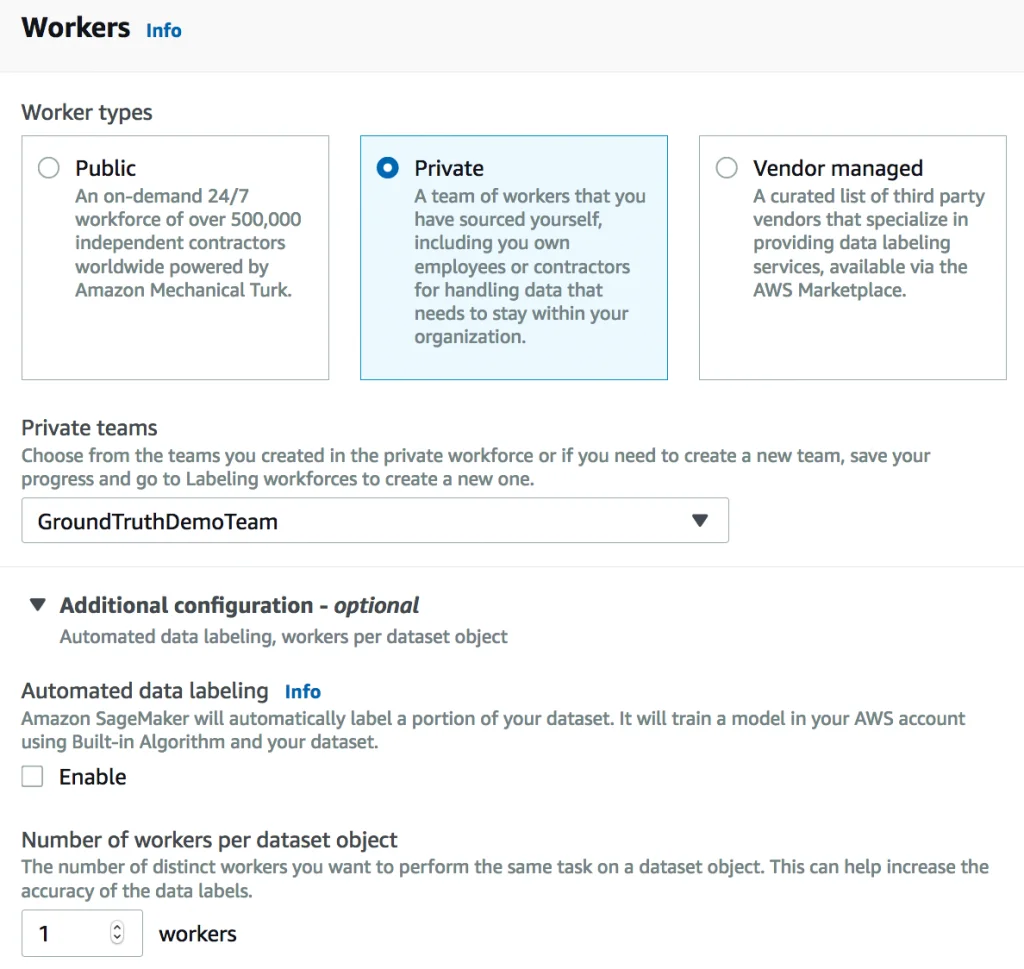 Workers Info
Worker types
Public
An on-demand 24/7
workforce of over 500,000
independent contractors
worldwide powered by
Amazon Mechanical Turk.
Private
A team of workers that you
have sourced yourself,
including you own
employees or contractors
for handling data that
needs to stay within your
organization.
Vendor managed
A curated list of third party
vendors that specialize in
providing data labeling
services, available via the
AWS Marketplace.
Private teams
Choose from the teams you created in the private workforce or if you need to create a new team, save your
progress and go to Labeling workforces to create a new one.
GroundTruthDemoTeam
Additional configuration - optional
Automated data labeling, workers per dataset object
Automated data labeling Info
Amazon SageMaker will automatically label a portion of your dataset. It will train a model in your AWS account
using Built-in Algorithm and your dataset.
Enable
Number of workers per dataset object
The number of distinct workers you want to perform the same task on a dataset object. This can help increase the
accuracy of the data labels.
1 workers